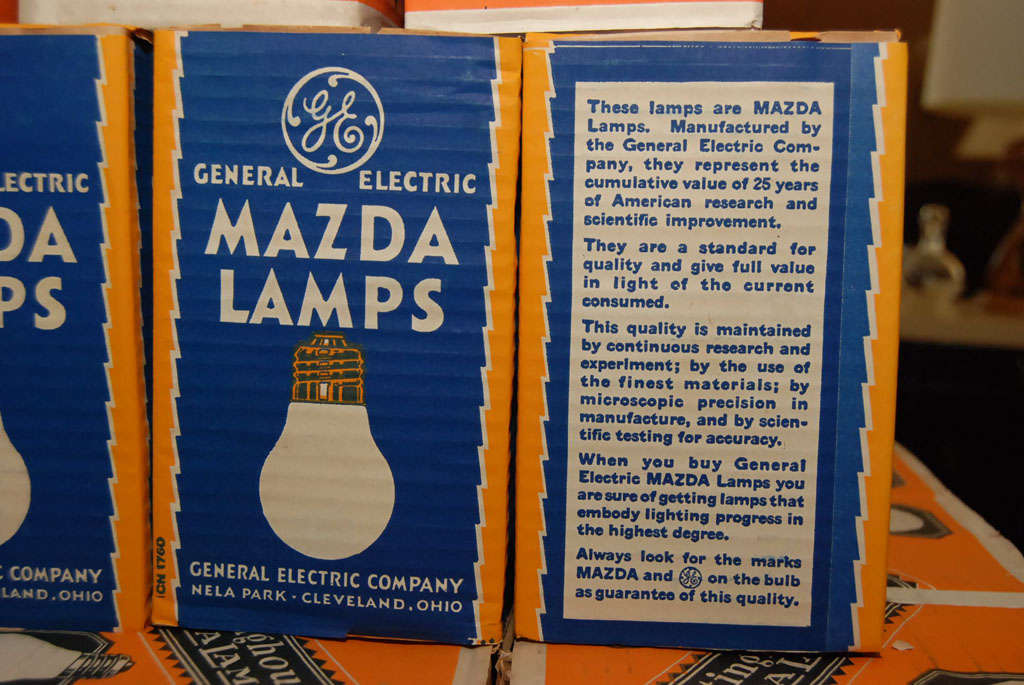 LECTRIC
DA
PS
COMPANY
LAND, OHIO
GE
GENERAL ELECTRIC
MAZDA
LAMPS
ICN 1760
GENERAL ELECTRIC COMPANY
NELA PARK - CLEVELAND, OHIO
These lamps are MAZDA
Lamps. Manufactured by
the General Electric Com-
pany, they represent the
cumulative value of 25 years
of American research and
scientific improvement.
They are a standard for
quality and give full value
in light of the current
consumed.
This quality is maintained
by continuous research and
experiment; by the use of
the finest materials; by
microscopic precision in
manufacture, and by scien-
tific testing for accuracy.
When you buy General
Electric MAZDA Lamps you
are sure of getting lamps that
embody lighting progress in
the highest degree.
Always look for the marks
MAZDA and GE on the bulb
as guarantee of this quality.
nghou
LAM
ting